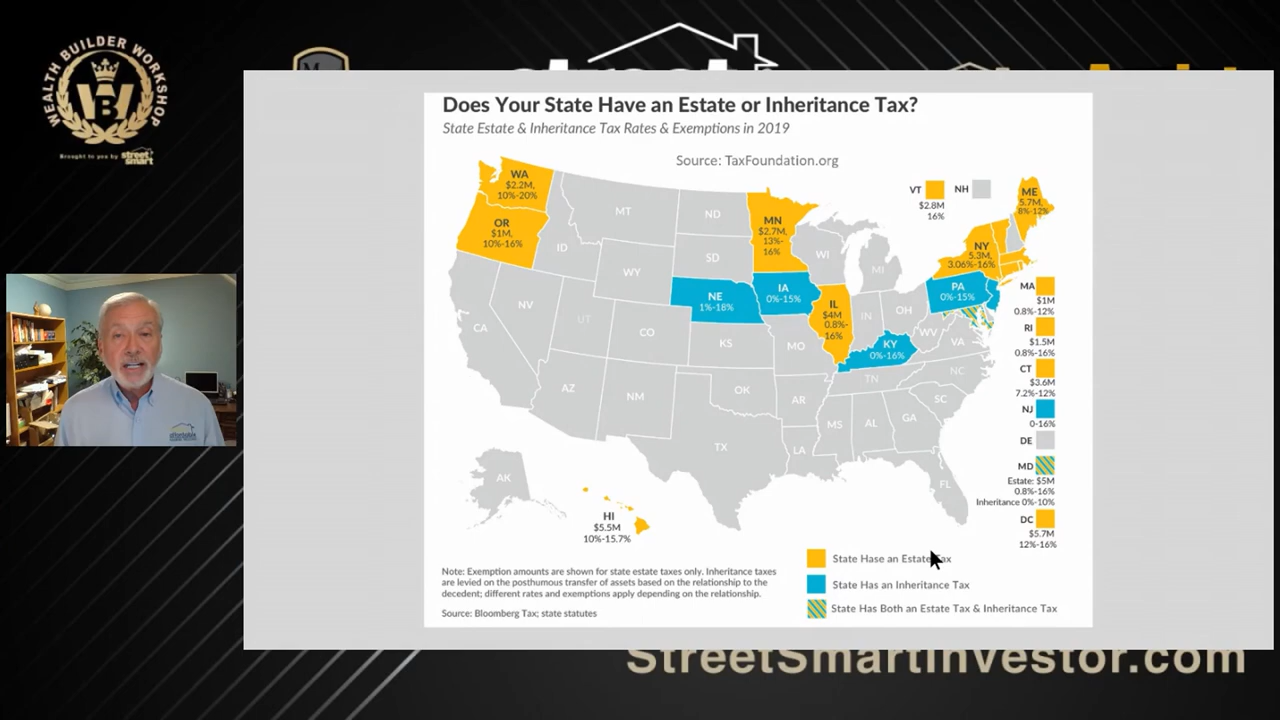 WEALTH BUILDER WORKSHOP
WB
Brought to you by street smart
Does Your State Have an Estate or Inheritance Tax?
State Estate & Inheritance Tax Rates & Exemptions in 2019
Source: TaxFoundation.org
WA
$2.2M,
10%-20%
OR
$1M,
10%-16%
MT
ND
MN
$2.7M,
13%-
16%
VT
$2.8M
16%
NH
ME
5.7M,
8%-12%
ID
SD
WI
MI
NY
5.3M,
3.06%-16%
WY
NE
1%-18%
IA
0%-15%
IL
$4M
0.8%-
16%
IN
OH
PA
0%-15%
MA
$1M
0.8%-12%
RI
$1.5M
0.8%-16%
CT
$3.6M
7.2%-12%
NJ
0-16%
DE
MD
Estate: $5M
0.8%-16%
Inheritance 0%-10%
DC
$5.7M
12%-16%
CA
NV
UT
CO
KS
MO
KY
0%-16%
WV
VA
AZ
NM
OK
AR
TN
NC
SC
TX
LA
MS
AL
GA
FL
AK
HI
$5.5M
10%-15.7%
State Hase an Estate Tax
State Has an Inheritance Tax
State Has Both an Estate Tax & Inheritance Tax
Note: Exemption amounts are shown for state estate taxes only. Inheritance taxes
are levied on the posthumous transfer of assets based on the relationship to the
decedent; different rates and exemptions apply depending on the relationship.
Source: Bloomberg Tax; state statutes
StreetSmartInvestor.com